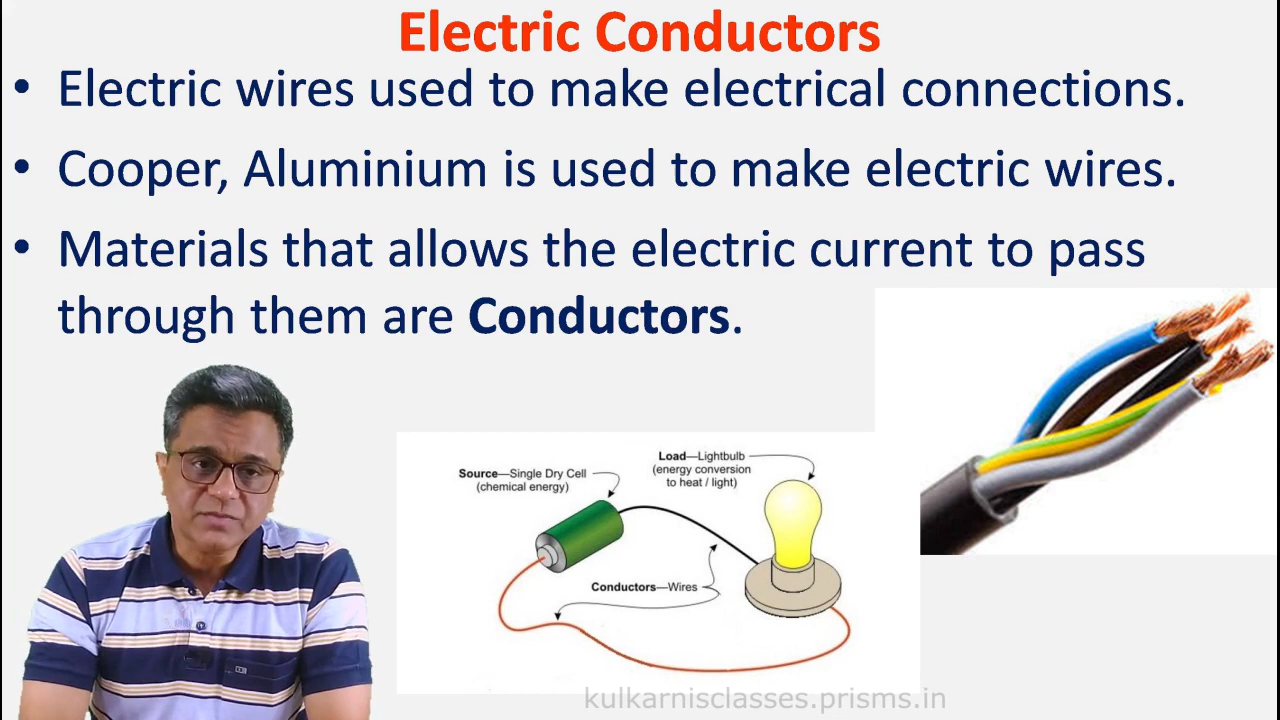 Electric Conductors
• Electric wires used to make electrical connections.
• Cooper, Aluminium is used to make electric wires.
• Materials that allows the electric current to pass
through them are Conductors.
Source—Single Dry Cell
(chemical energy)
Load—Lightbulb
(energy conversion
to heat / light)
Conductors—Wires
kulkarnisclasses.prisms.in